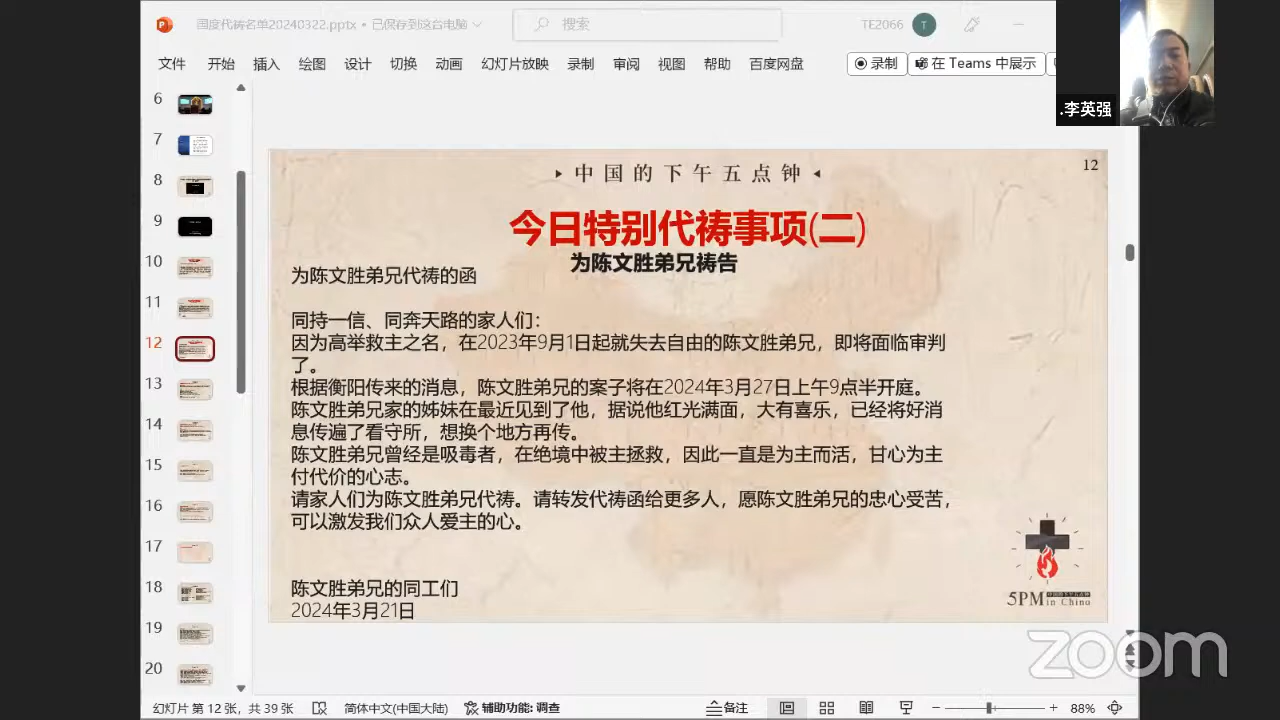 国度代祷名单20240322.pptx • 已保存到这台电脑
搜索
TE2066
T
文件 开始 插入 绘图 设计 切换 动画 幻灯片放映 录制 审阅 视图 帮助 百度网盘
录制
在 Teams 中展示
.李英强
6
7
8
9
10
11
12
13
14
15
16
17
18
19
20
中国的下午五点钟
12
今日特别代祷事项(二)
为陈文胜弟兄祷告
为陈文胜弟兄代祷的函
同持一信、同奔天路的家人们：
因为高举救主之名，在2023年9月1日起就失去自由的陈文胜弟兄，即将面临审判
了。
根据衡阳传来的消息，陈文胜弟兄的案子将在2024年3月27日上午9点半开庭。
陈文胜弟兄家的姊妹在最近见到了他，据说他红光满面，大有喜乐，已经将好消
息传遍了看守所，想换个地方再传。
陈文胜弟兄曾经是吸毒者，在绝境中被主拯救，因此一直是为主而活，甘心为主
付代价的心志。
请家人们为陈文胜弟兄代祷。请转发代祷函给更多人，愿陈文胜弟兄的忠心受苦，
可以激发我们众人爱主的心。
陈文胜弟兄的同工们
2024年3月21日
5PM in China
zoom
幻灯片 第 12 张，共 39 张
简体中文(中国大陆)
辅助功能: 调查
备注
88%